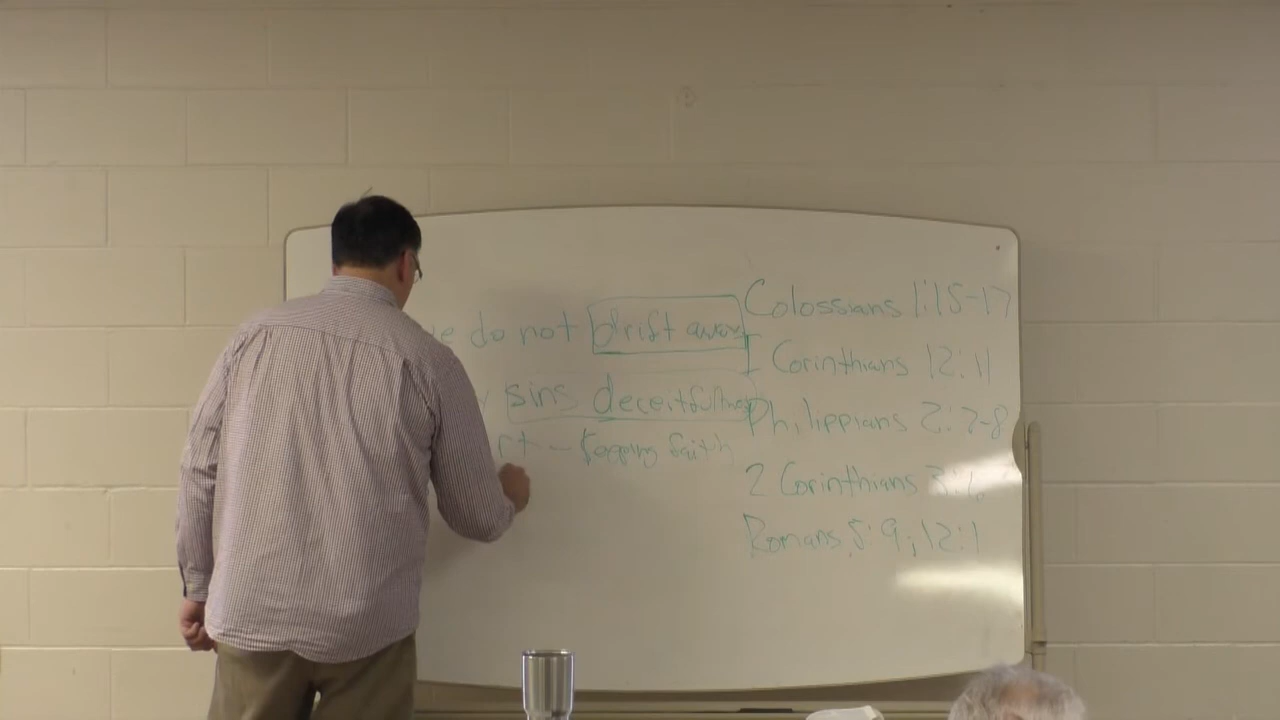 do not drift away
sins deceitfulness
Keeping faith
Colossians 1:15-17
I Corinthians 12:11
Philippians 2:7-8
2 Corinthians
Romans 5:9; 12:1